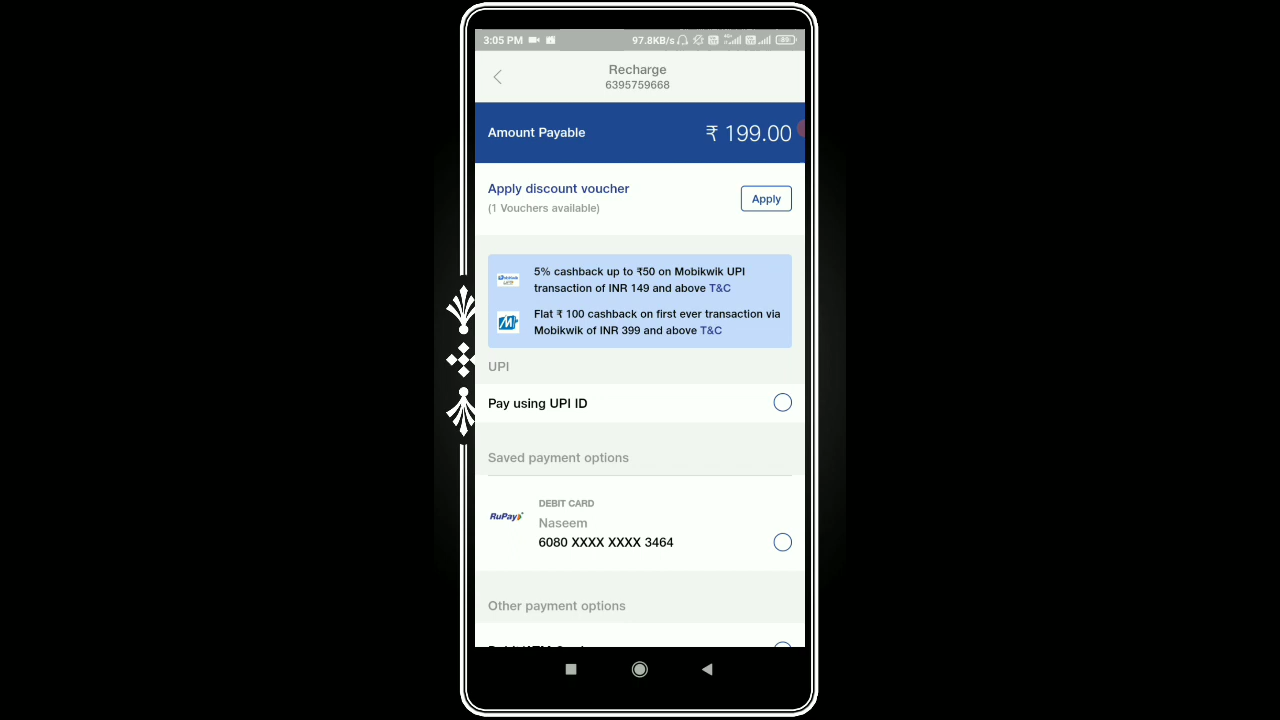 3:05 PM 97.8KB/s
Recharge
6395759668
Amount Payable ₹ 199.00
Apply discount voucher
(1 Vouchers available)
Apply
5% cashback up to ₹50 on Mobikwik UPI
transaction of INR 149 and above T&C
Flat ₹ 100 cashback on first ever transaction via
Mobikwik of INR 399 and above T&C
UPI
Pay using UPI ID
Saved payment options
DEBIT CARD
RuPay
Naseem
6080 XXXX XXXX 3464
Other payment options